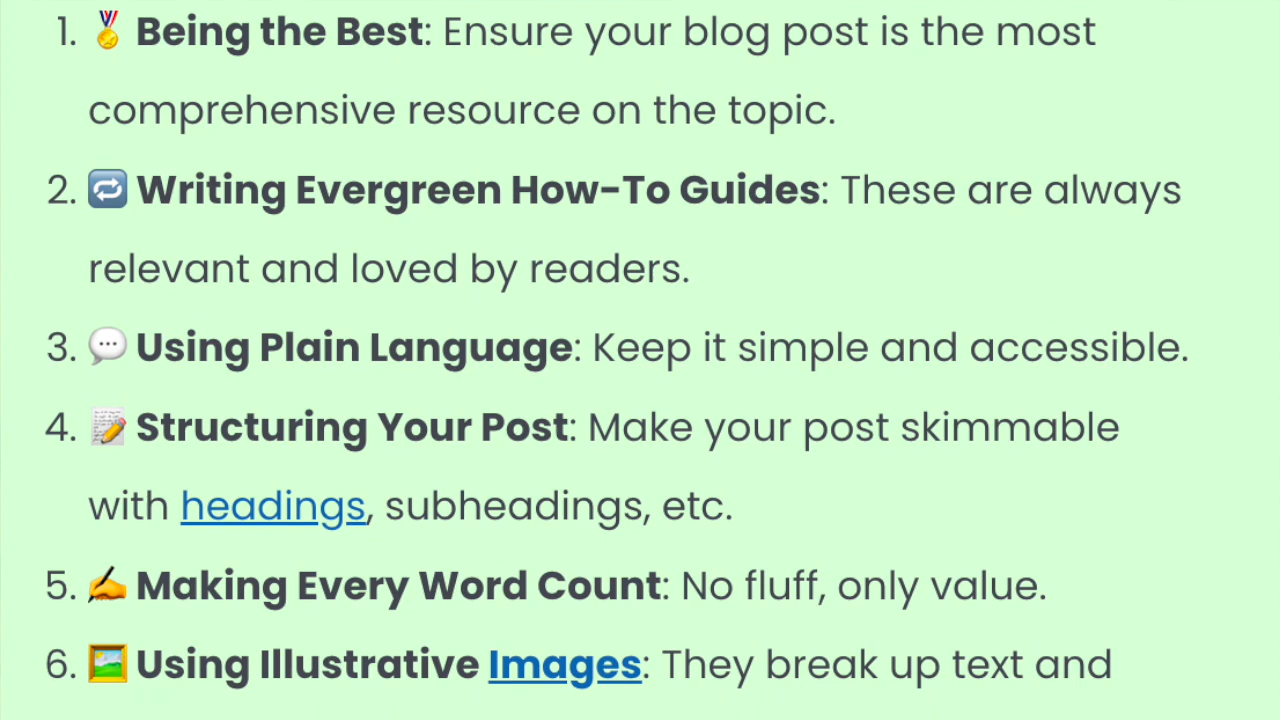 1. 🏅 Being the Best: Ensure your blog post is the most
comprehensive resource on the topic.
2. 🔁 Writing Evergreen How-To Guides: These are always
relevant and loved by readers.
3. 💬 Using Plain Language: Keep it simple and accessible.
4. 📝 Structuring Your Post: Make your post skimmable
with headings, subheadings, etc.
5. ✍️ Making Every Word Count: No fluff, only value.
6. 🖼️ Using Illustrative Images: They break up text and